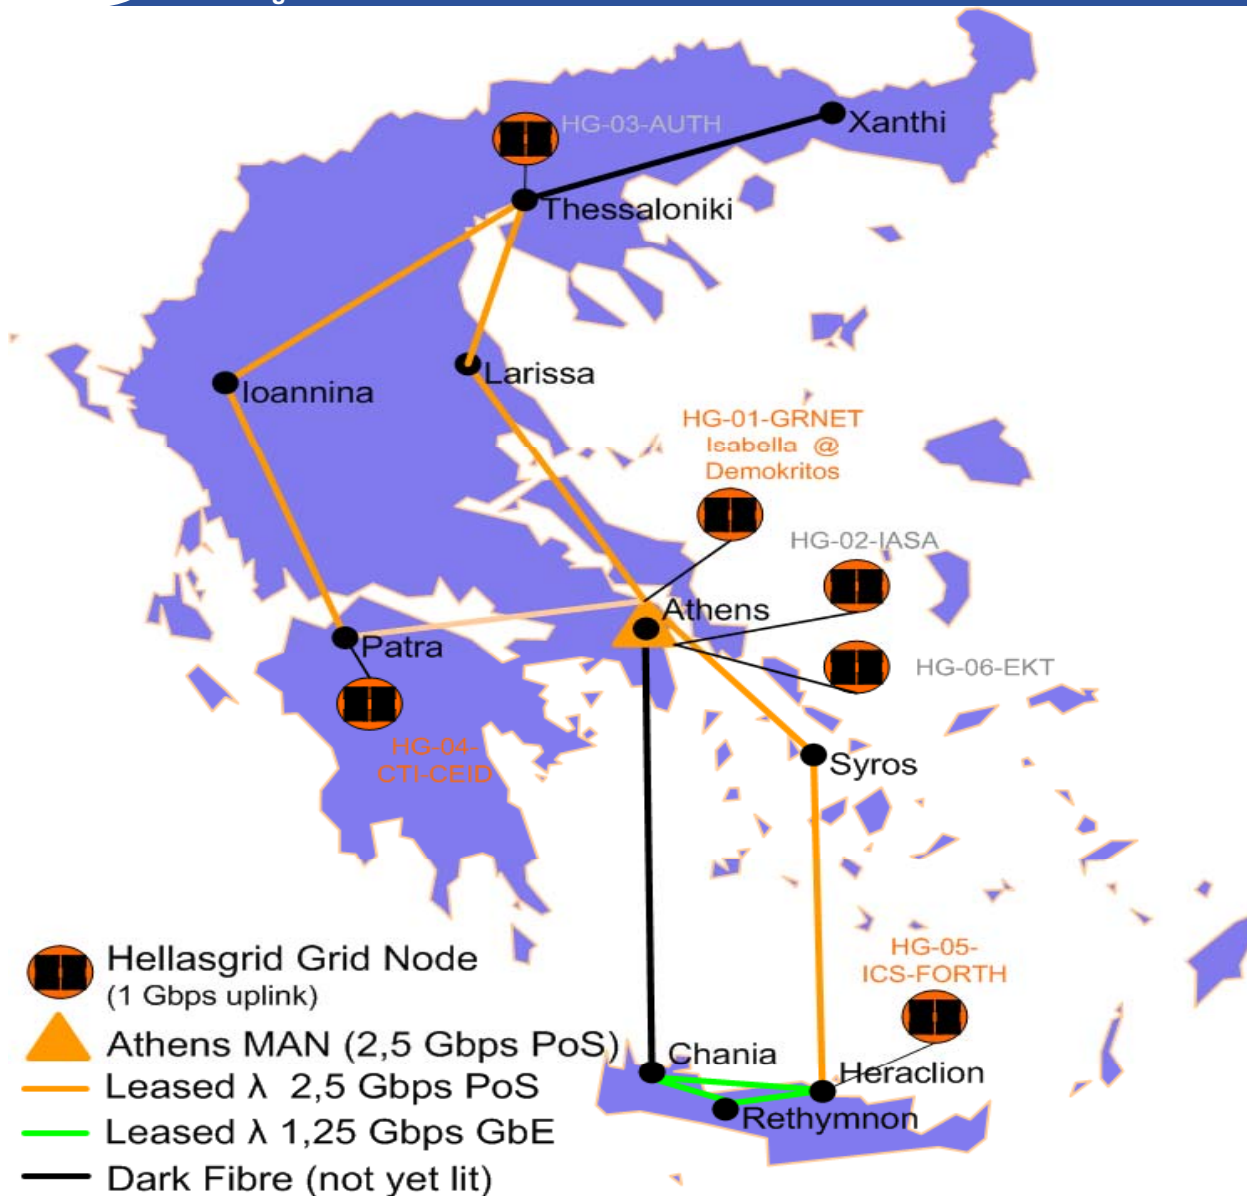 HG-03-AUTH
Xanthi
Thessaloniki
Larissa
Ioannina
HG-01-GRNET
Isabella @
Demokritos
HG-02-IASA
Athens
Patra
HG-06-EKT
HG-04-
CTI-CEID
Syros
HG-05-
ICS-FORTH
Chania
Heraclion
Rethymnon
Hellasgrid Grid Node
(1 Gbps uplink)
Athens MAN (2,5 Gbps PoS)
Leased λ 2,5 Gbps PoS
Leased λ 1,25 Gbps GbE
Dark Fibre (not yet lit)